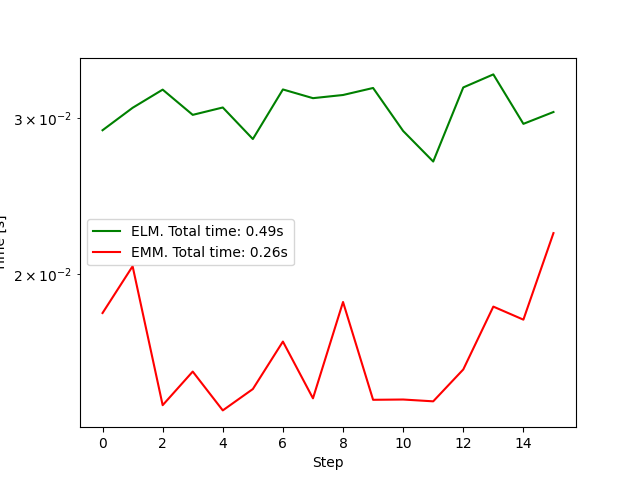 3 × 10⁻²
2 × 10⁻²
ELM. Total time: 0.49s
EMM. Total time: 0.26s
0 2 4 6 8 10 12 14
Step